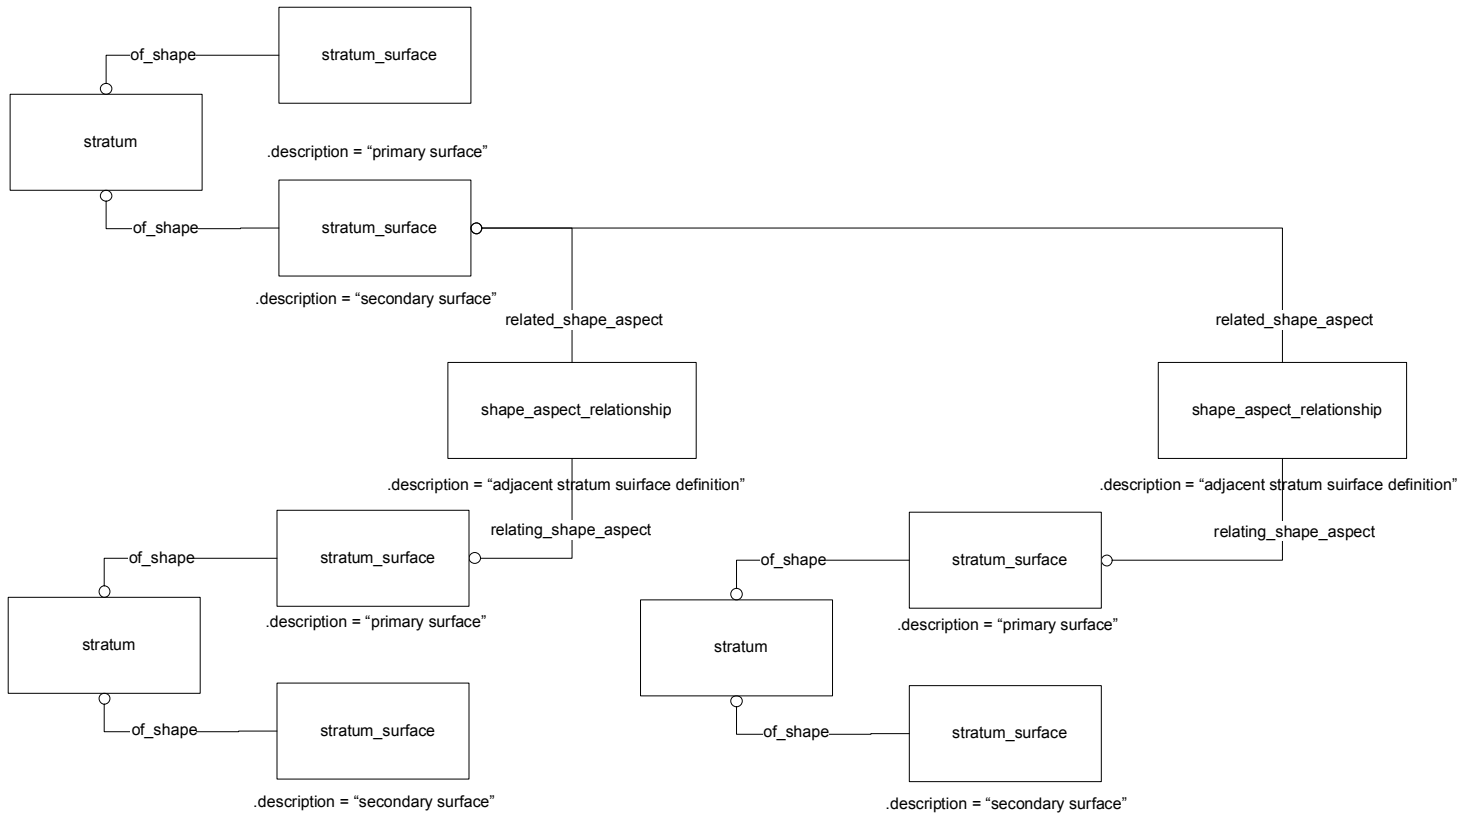 of_shape
stratum_surface
stratum
.description = “primary surface”
of_shape
stratum_surface
.description = “secondary surface”
related_shape_aspect
related_shape_aspect
shape_aspect_relationship
shape_aspect_relationship
.description = “adjacent stratum suirface definition”
.description = “adjacent stratum suirface definition”
relating_shape_aspect
relating_shape_aspect
of_shape
stratum_surface
of_shape
stratum_surface
.description = “primary surface”
.description = “primary surface”
stratum
stratum
of_shape
stratum_surface
of_shape
stratum_surface
.description = “secondary surface”
.description = “secondary surface”